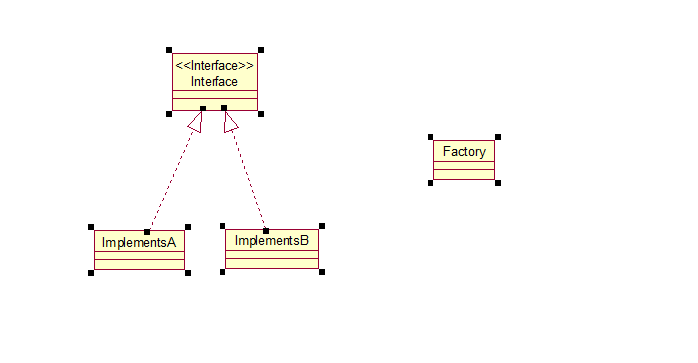 <<Interface>>
Interface
Factory
ImplementsA
ImplementsB